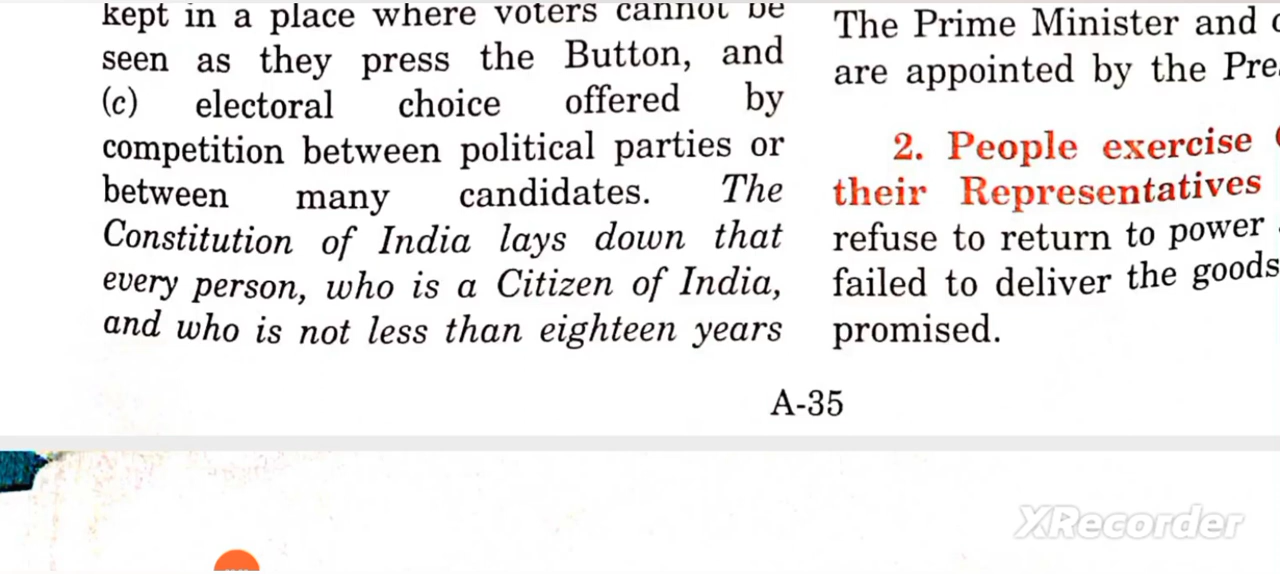 kept in a place where voters cannot be
seen as they press the Button, and
(c) electoral choice offered by
competition between political parties or
between many candidates. The
Constitution of India lays down that
every person, who is a Citizen of India,
and who is not less than eighteen years
The Prime Minister and
are appointed by the
2. People exercise
their Representatives
refuse to return to power
failed to deliver the goods
promised.
A-35
XRecorder